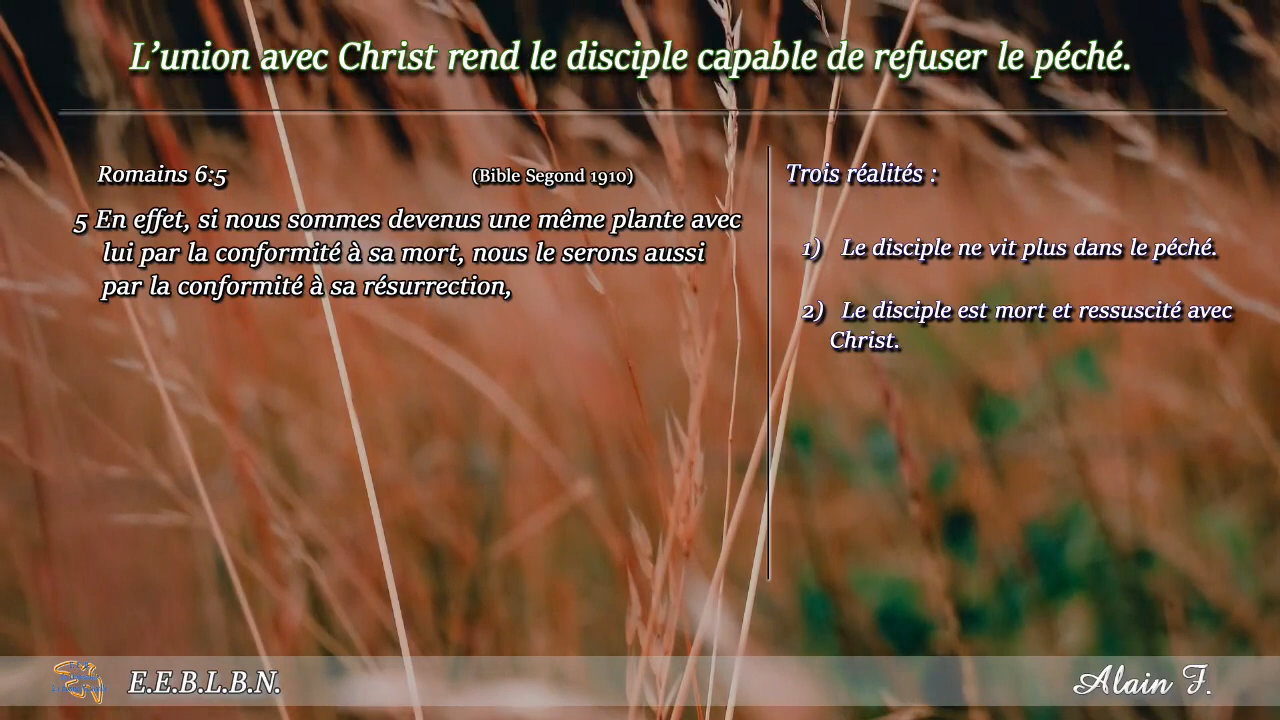 L’union avec Christ rend le disciple capable de refuser le péché.
Romains 6:5 (Bible Segond 1910)
5 En effet, si nous sommes devenus une même plante avec
lui par la conformité à sa mort, nous le serons aussi
par la conformité à sa résurrection,
Trois réalités :
1) Le disciple ne vit plus dans le péché.
2) Le disciple est mort et ressuscité avec
Christ.
E.E.B.L.B.N.
Alain F.